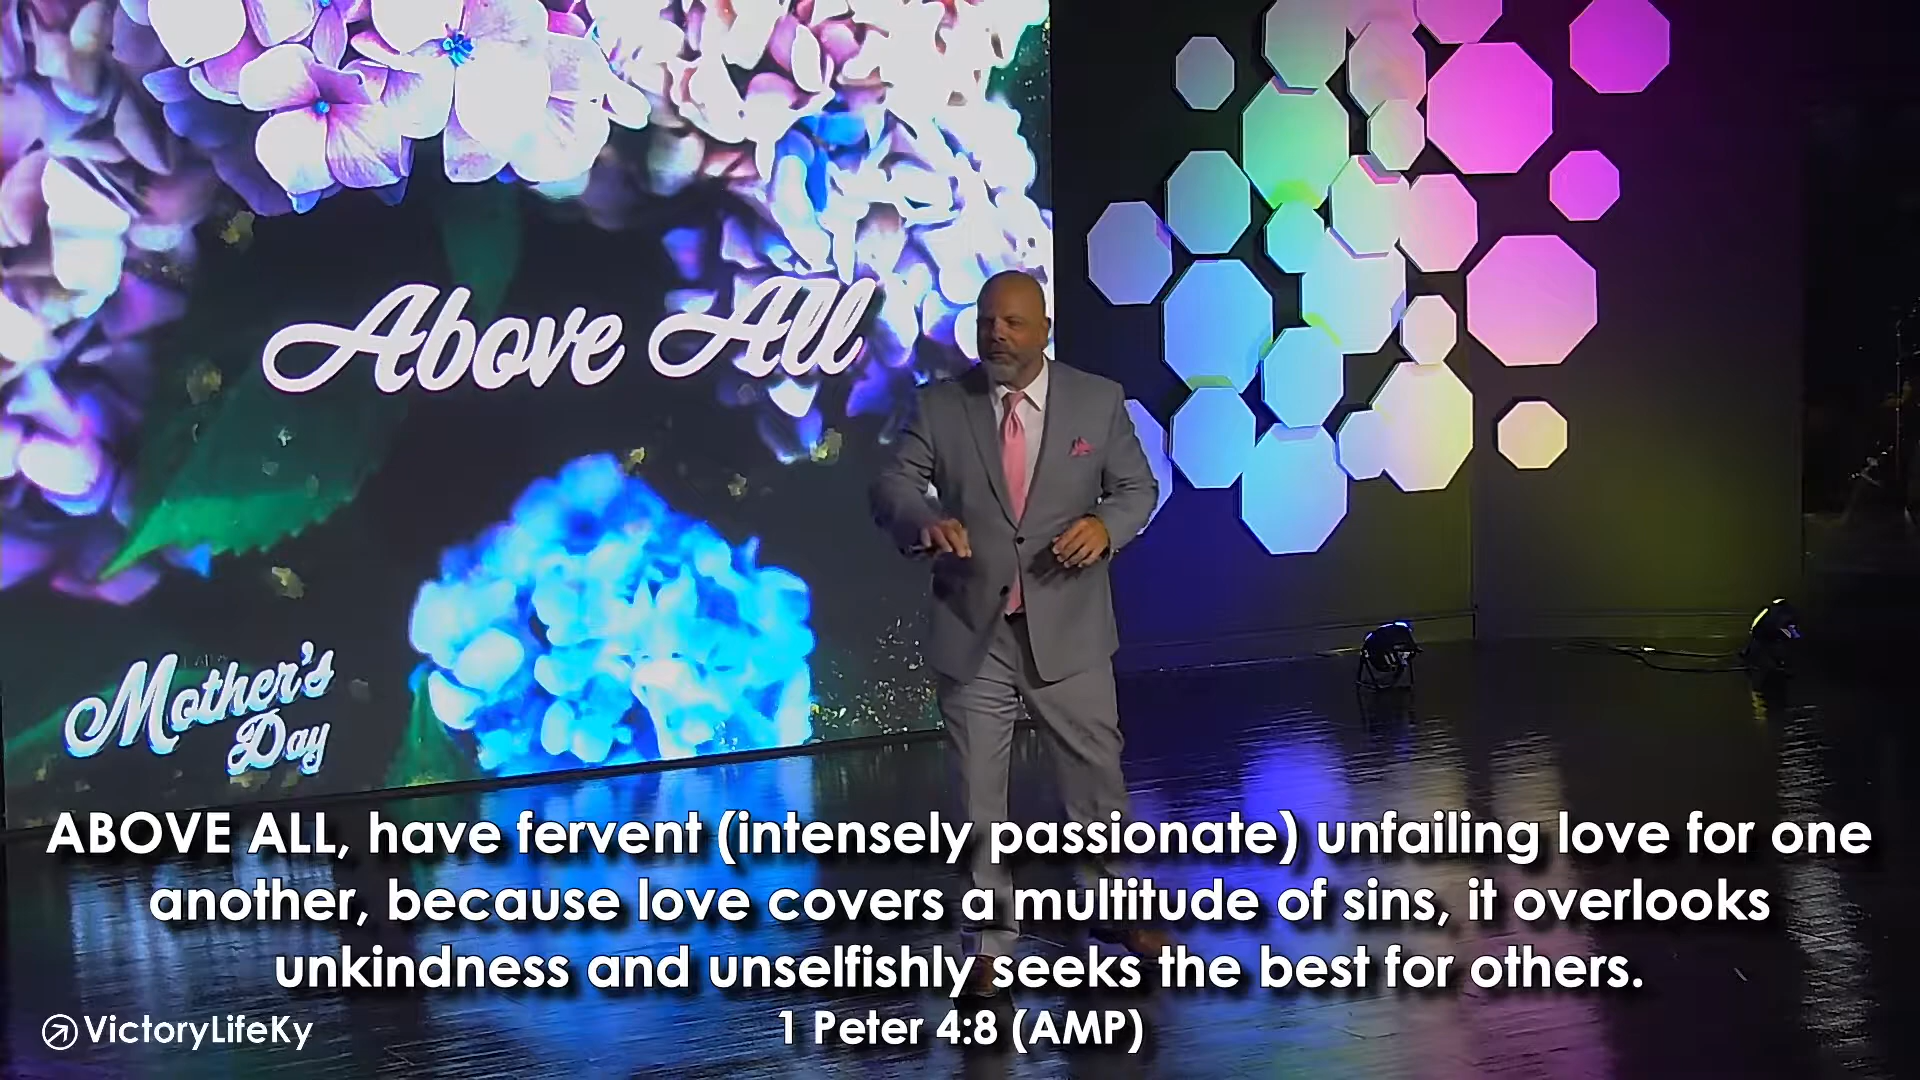 Above All
Mother's
Day
ABOVE ALL, have fervent (intensely passionate) unfailing love for one
another, because love covers a multitude of sins, it overlooks
unkindness and unselfishly seeks the best for others.
1 Peter 4:8 (AMP)
VictoryLifeKy